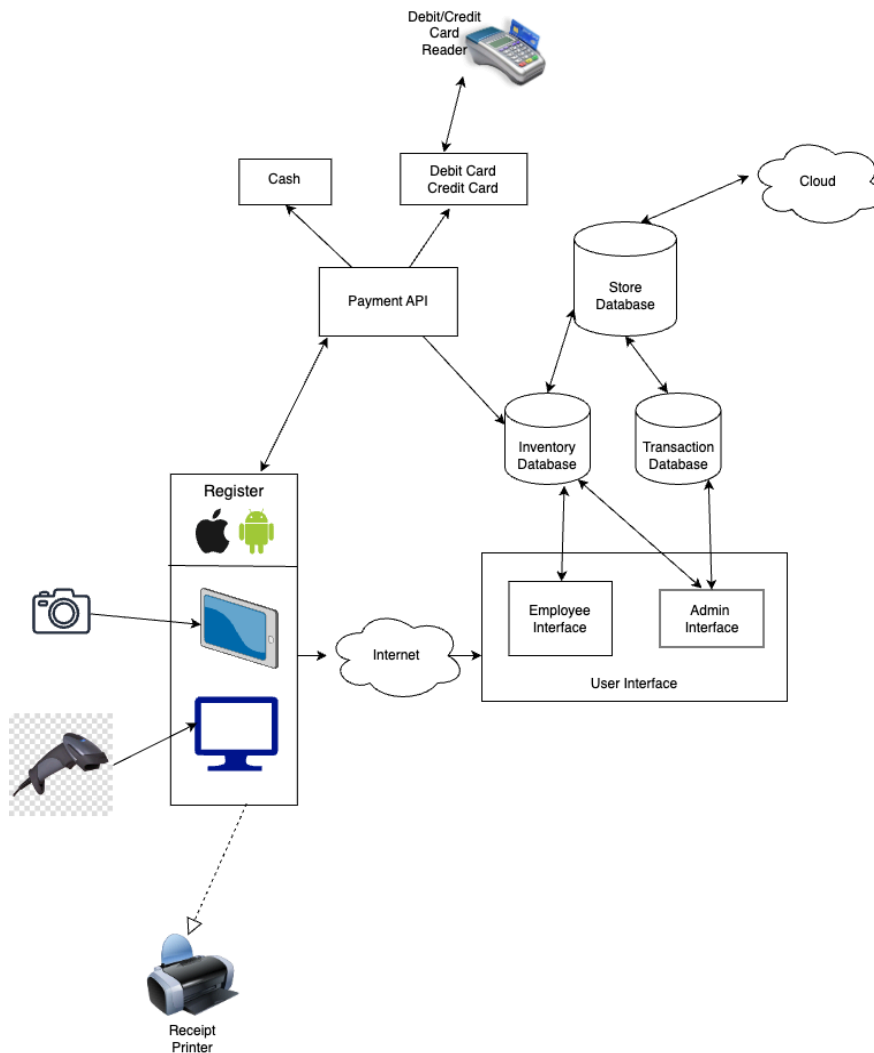 Debit/Credit
Card
Reader
Cash
Debit Card
Credit Card
Cloud
Store
Database
Payment API
Inventory
Database
Transaction
Database
Register
Employee
Interface
Admin
Interface
Internet
User Interface
Receipt
Printer